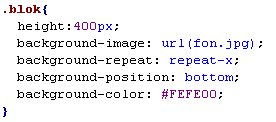 .blok{
height:400px;
background-image: url(fon.jpg);
background-repeat: repeat-x;
background-position: bottom;
background-color: #FEFE00;
}